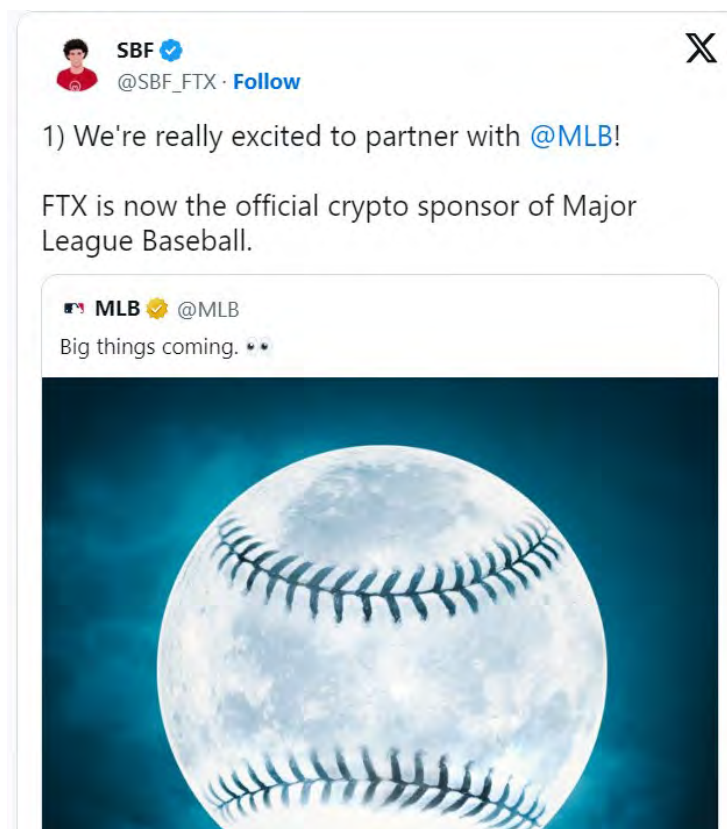 SBF
@SBF_FTX · Follow
1) We're really excited to partner with @MLB!
FTX is now the official crypto sponsor of Major
League Baseball.
MLB @MLB
Big things coming. 👀